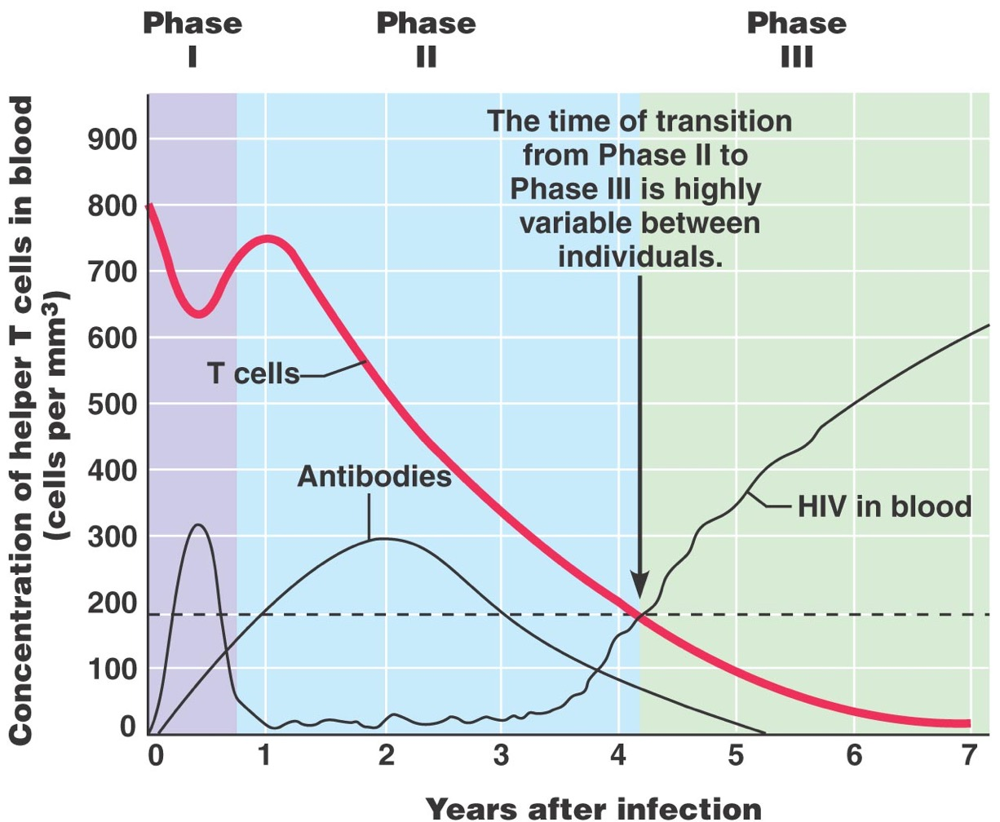 Phase
I
Phase
II
Phase
III
Concentration of helper T cells in blood
(cells per mm³)
900
800
700
600
500
400
300
200
100
0
The time of transition
from Phase II to
Phase III is highly
variable between
individuals.
T cells
Antibodies
HIV in blood
0 1 2 3 4 5 6 7
Years after infection